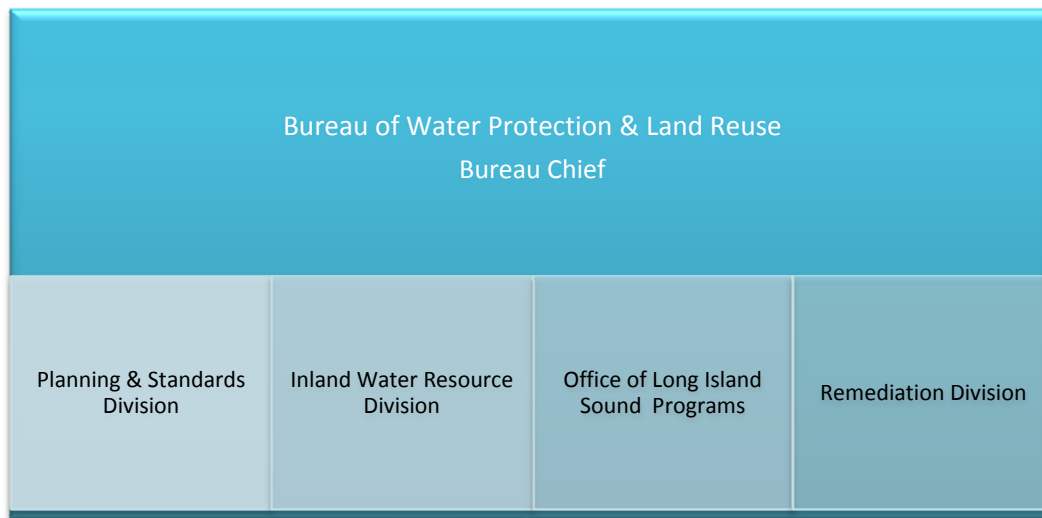 Bureau of Water Protection & Land Reuse
Bureau Chief
Planning & Standards
Division
Inland Water Resource
Division
Office of Long Island
Sound  Programs
Remediation Division